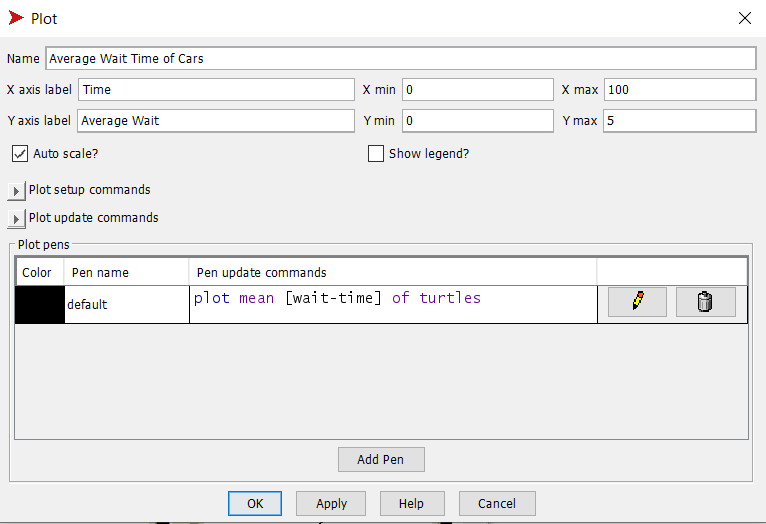 Plot
Name Average Wait Time of Cars
X axis label Time X min 0 X max 100
Y axis label Average Wait Y min 0 Y max 5
Auto scale? Show legend?
Plot setup commands
Plot update commands
Plot pens
Color Pen name Pen update commands
default plot mean [wait-time] of turtles
Add Pen
OK Apply Help Cancel